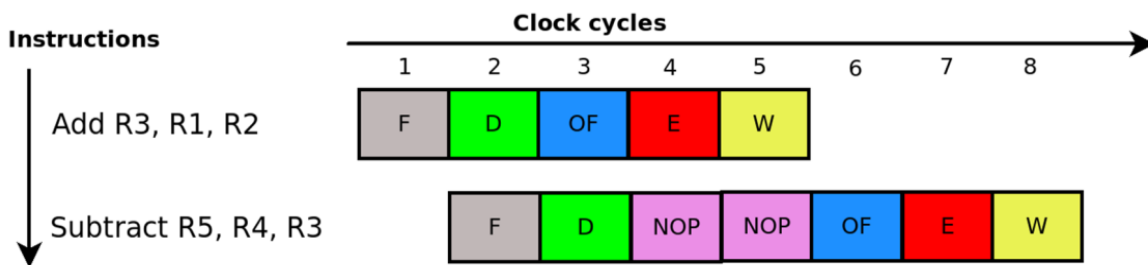 Clock cycles
Instructions
1 2 3 4 5 6 7 8
Add R3, R1, R2 F D OF E W
Subtract R5, R4, R3 F D NOP NOP OF E W